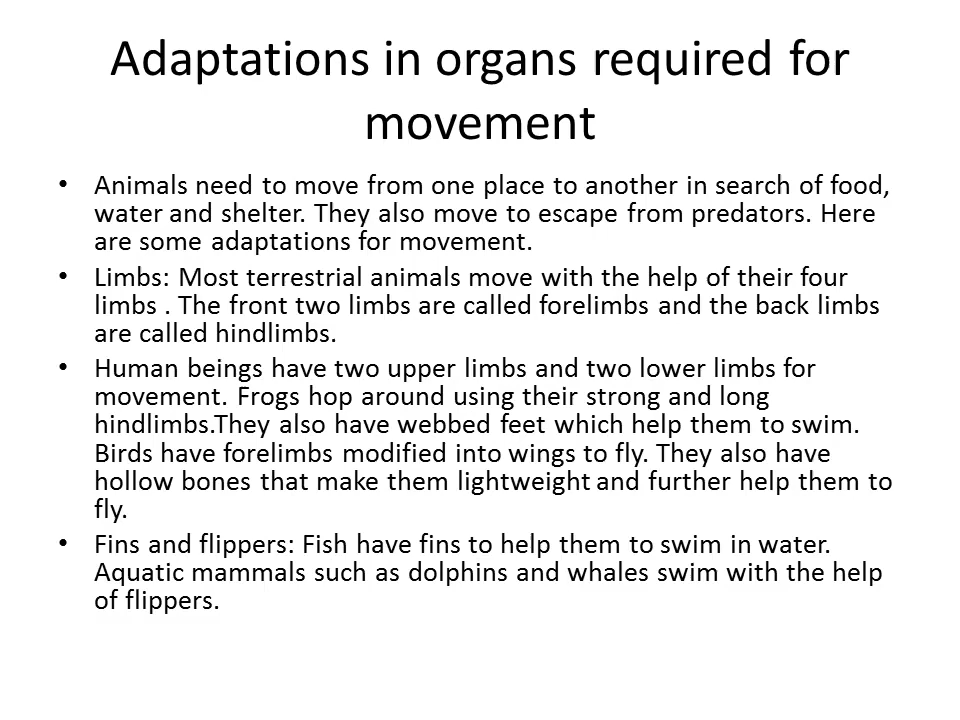 Adaptations in organs required for
movement
• Animals need to move from one place to another in search of food,
water and shelter. They also move to escape from predators. Here
are some adaptations for movement.
• Limbs: Most terrestrial animals move with the help of their four
limbs . The front two limbs are called forelimbs and the back limbs
are called hindlimbs.
• Human beings have two upper limbs and two lower limbs for
movement. Frogs hop around using their strong and long
hindlimbs.They also have webbed feet which help them to swim.
Birds have forelimbs modified into wings to fly. They also have
hollow bones that make them lightweight and further help them to
fly.
• Fins and flippers: Fish have fins to help them to swim in water.
Aquatic mammals such as dolphins and whales swim with the help
of flippers.